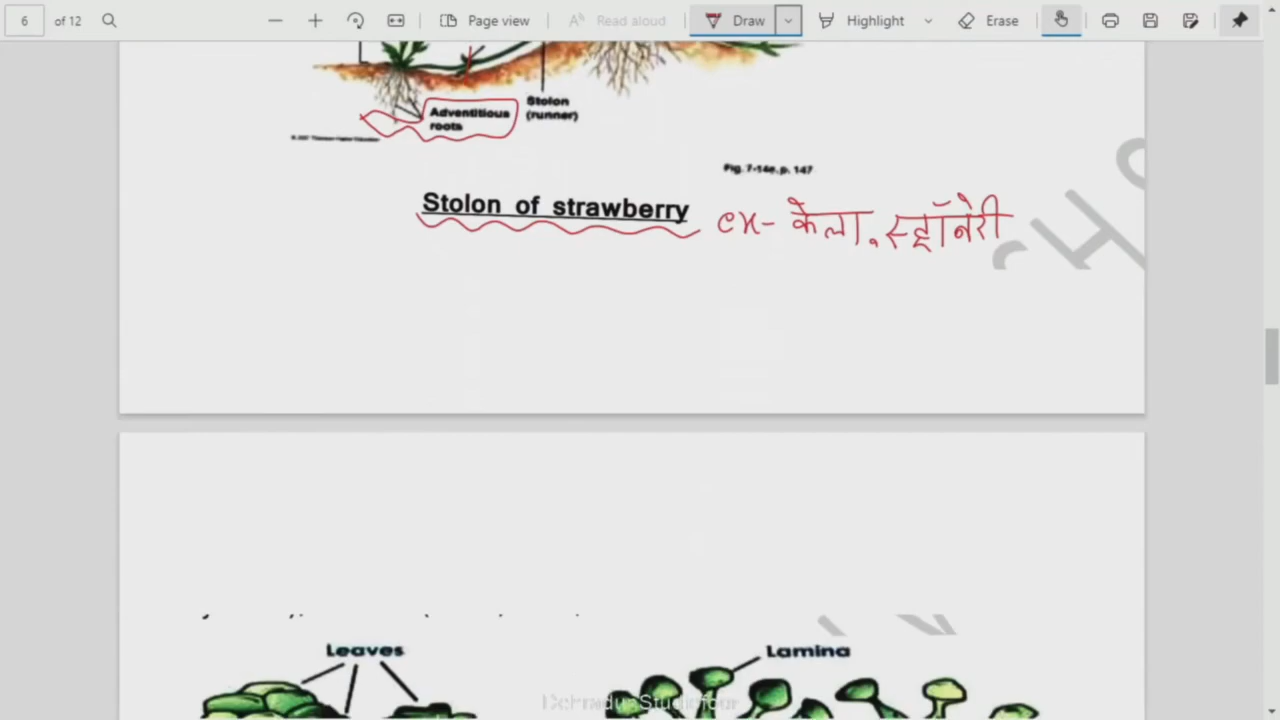 6 of 12 Page view Read aloud Draw Highlight Erase
Stolon
(runner)
Adventitious
roots
Fig. 7-14e, p. 147
Stolon of strawberry ex- केला, स्ट्रॉबेरी
Leaves
Lamina